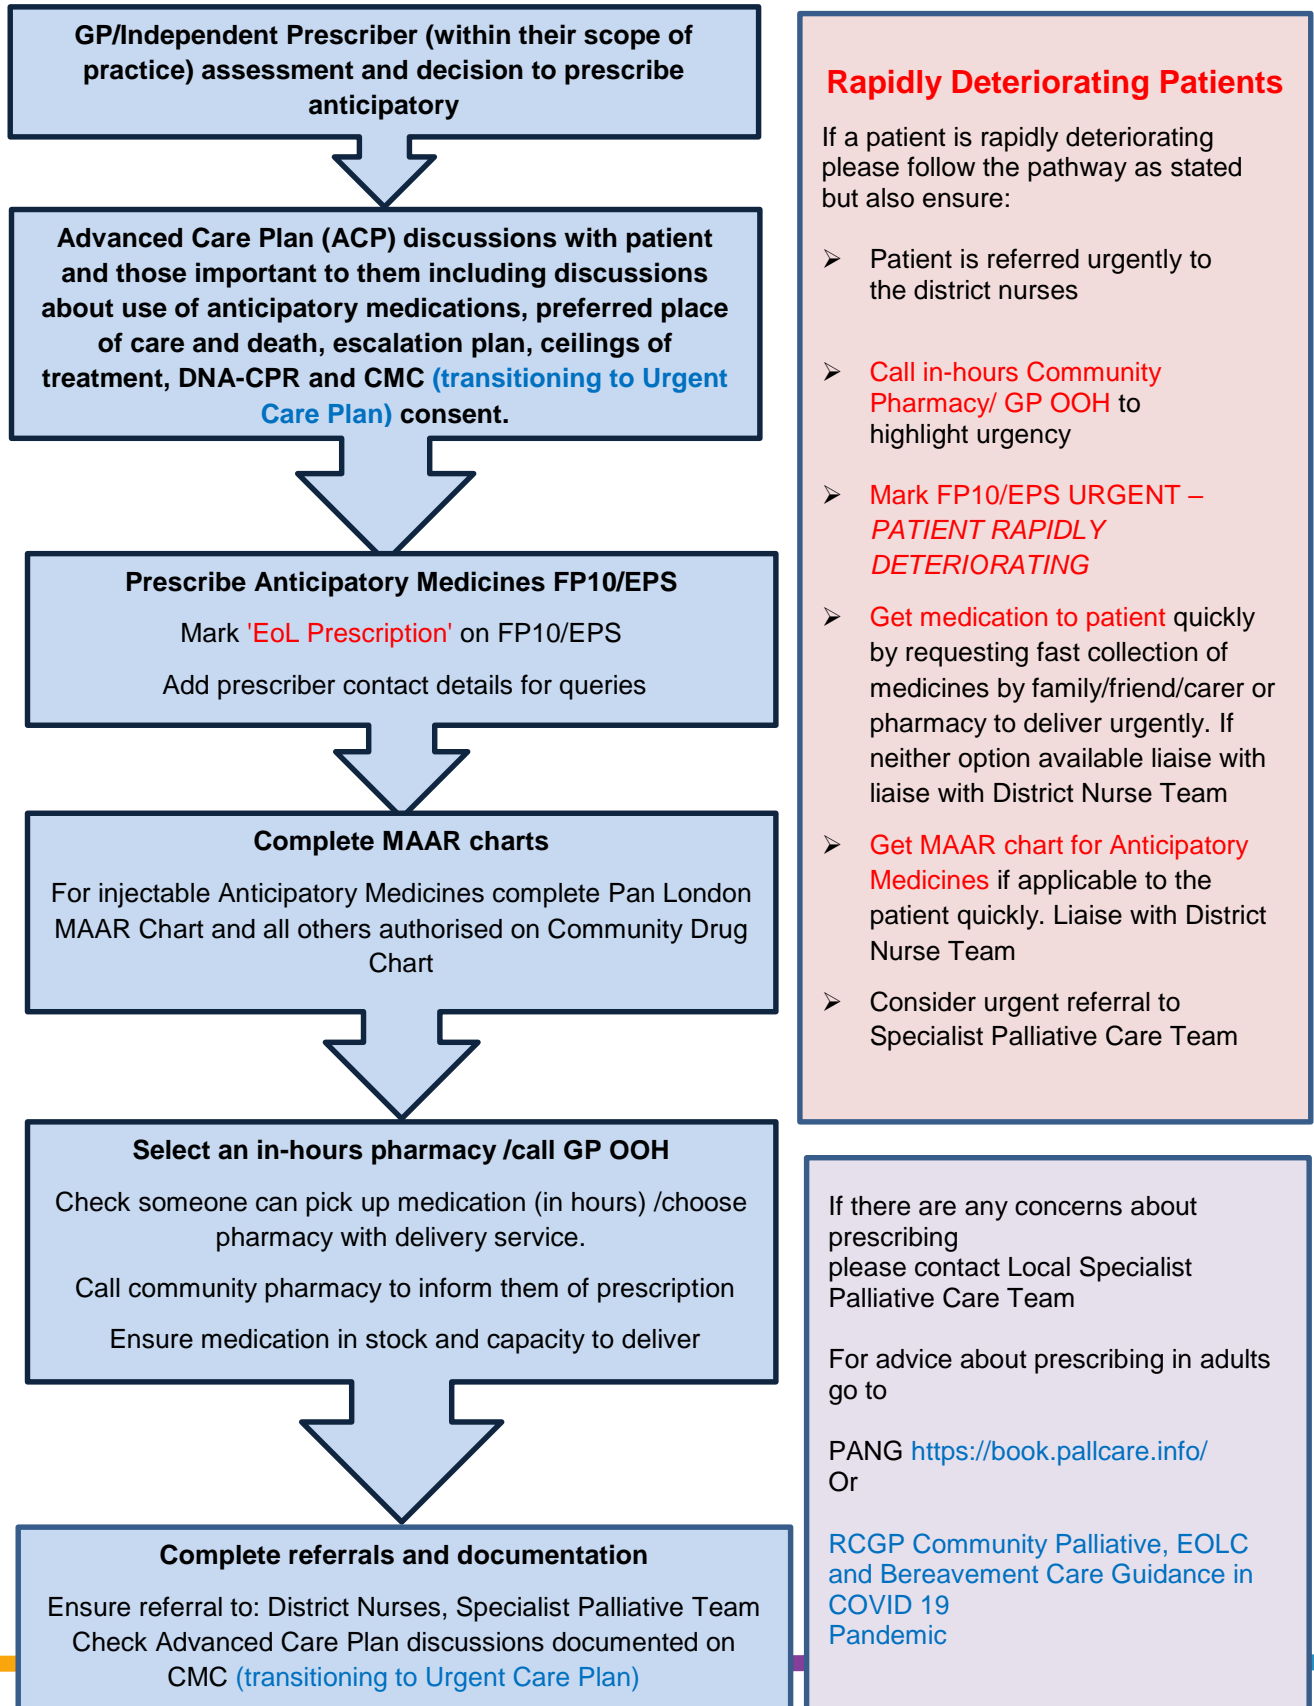 GP/Independent Prescriber (within their scope of
practice) assessment and decision to prescribe
anticipatory
Advanced Care Plan (ACP) discussions with patient
and those important to them including discussions
about use of anticipatory medications, preferred place
of care and death, escalation plan, ceilings of
treatment, DNA-CPR and CMC (transitioning to Urgent
Care Plan) consent.
Prescribe Anticipatory Medicines FP10/EPS
Mark 'EoL Prescription' on FP10/EPS
Add prescriber contact details for queries
Complete MAAR charts
For injectable Anticipatory Medicines complete Pan London
MAAR Chart and all others authorised on Community Drug
Chart
Select an in-hours pharmacy /call GP OOH
Check someone can pick up medication (in hours) /choose
pharmacy with delivery service.
Call community pharmacy to inform them of prescription
Ensure medication in stock and capacity to deliver
Complete referrals and documentation
Ensure referral to: District Nurses, Specialist Palliative Team
Check Advanced Care Plan discussions documented on
CMC (transitioning to Urgent Care Plan)
Rapidly Deteriorating Patients
If a patient is rapidly deteriorating
please follow the pathway as stated
but also ensure:
➢ Patient is referred urgently to
the district nurses
➢ Call in-hours Community
Pharmacy/ GP OOH to
highlight urgency
➢ Mark FP10/EPS URGENT –
PATIENT RAPIDLY
DETERIORATING
➢ Get medication to patient quickly
by requesting fast collection of
medicines by family/friend/carer or
pharmacy to deliver urgently. If
neither option available liaise with
liaise with District Nurse Team
➢ Get MAAR chart for Anticipatory
Medicines if applicable to the
patient quickly. Liaise with District
Nurse Team
➢ Consider urgent referral to
Specialist Palliative Care Team
If there are any concerns about
prescribing
please contact Local Specialist
Palliative Care Team
For advice about prescribing in adults
go to
PANG https://book.pallcare.info/
Or
RCGP Community Palliative, EOLC
and Bereavement Care Guidance in
COVID 19
Pandemic